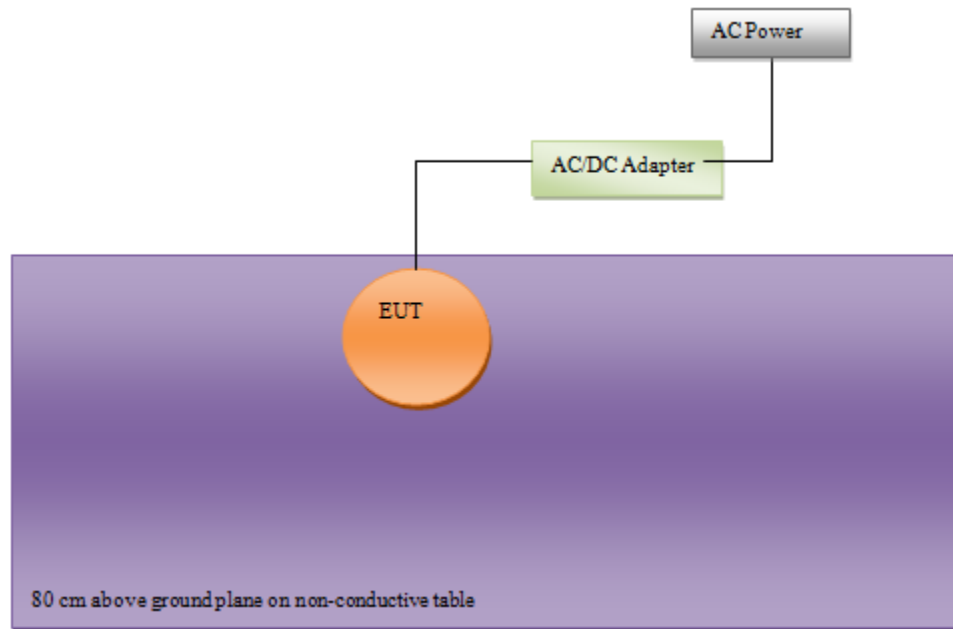 AC Power
AC/DC Adapter
EUT
80 cm above ground plane on non-conductive table